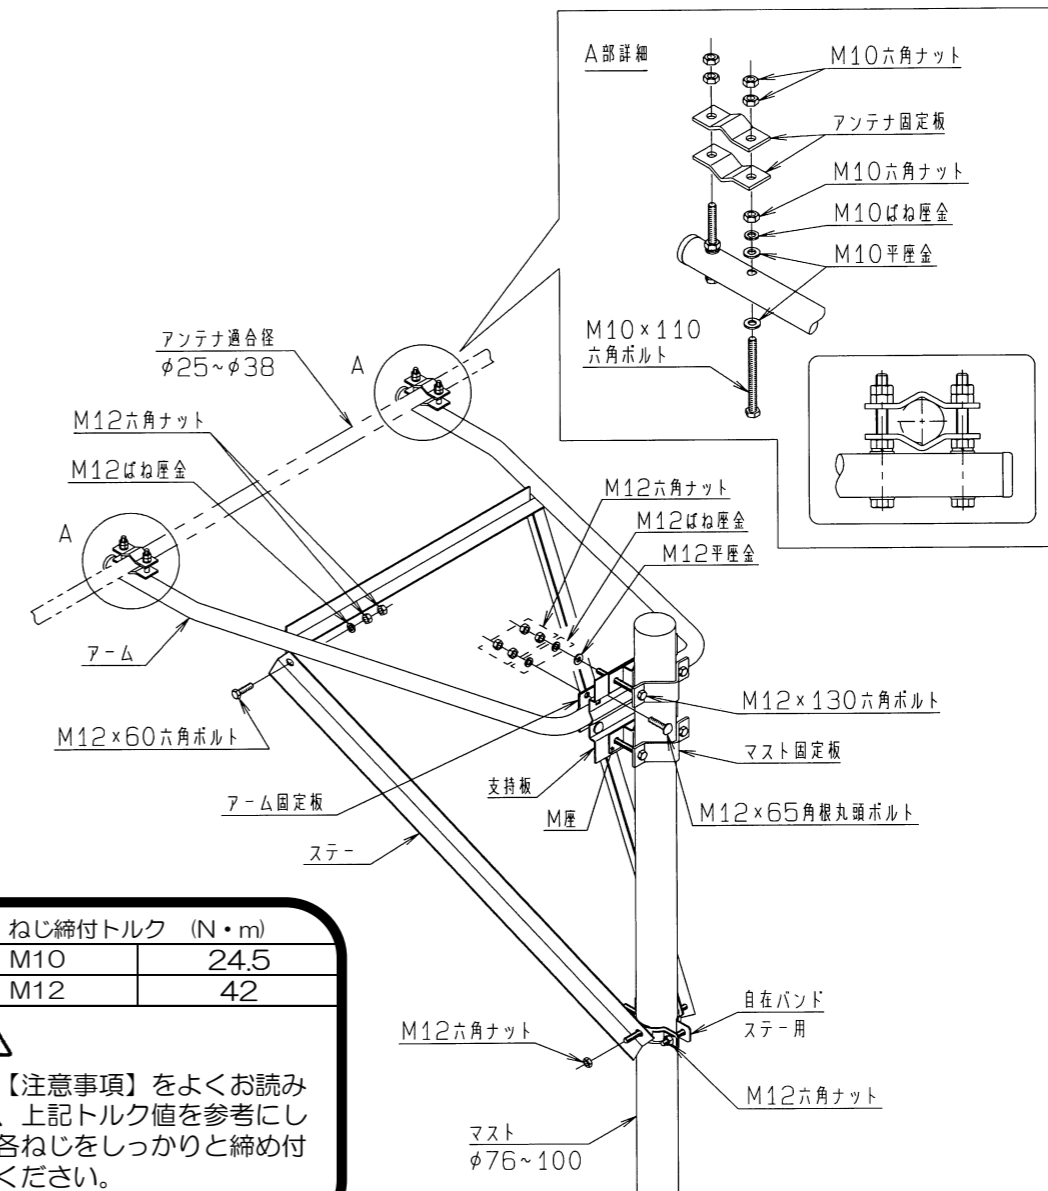 A部詳細
M10六角ナット
アンテナ固定板
M10六角ナット
M10ばね座金
M10平座金
M10×110
六角ボルト
アンテナ適合径
φ25~φ38
A
M12六角ナット
M12ばね座金
A
M12六角ナット
M12ばね座金
M12平座金
アーム
M12×60六角ボルト
M12×130六角ボルト
マスト固定板
支持板
アーム固定板
M座
M12×65角根丸頭ボルト
ステー
ねじ締付トルク (N・m)
M10 24.5
M12 42
自在バンド
ステー用
M12六角ナット
M12六角ナット
【注意事項】をよくお読み
、上記トルク値を参考にし
各ねじをしっかりと締め付
ください。
マスト
φ76~100